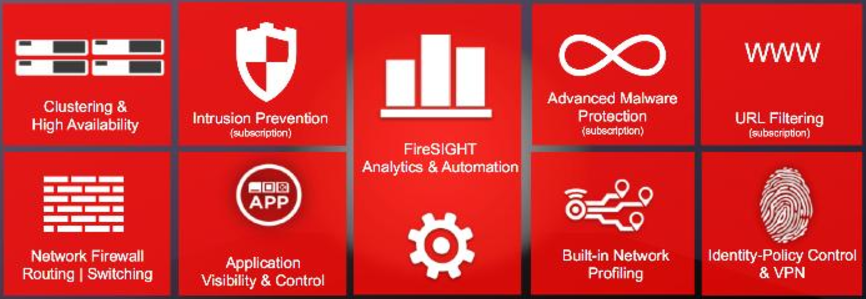 Clustering &
High Availability
Intrusion Prevention
(subscription)
FireSIGHT
Analytics & Automation
Advanced Malware
Protection
(subscription)
WWW
URL Filtering
(subscription)
Network Firewall
Routing | Switching
APP
Application
Visibility & Control
Built-in Network
Profiling
Identity-Policy Control
& VPN